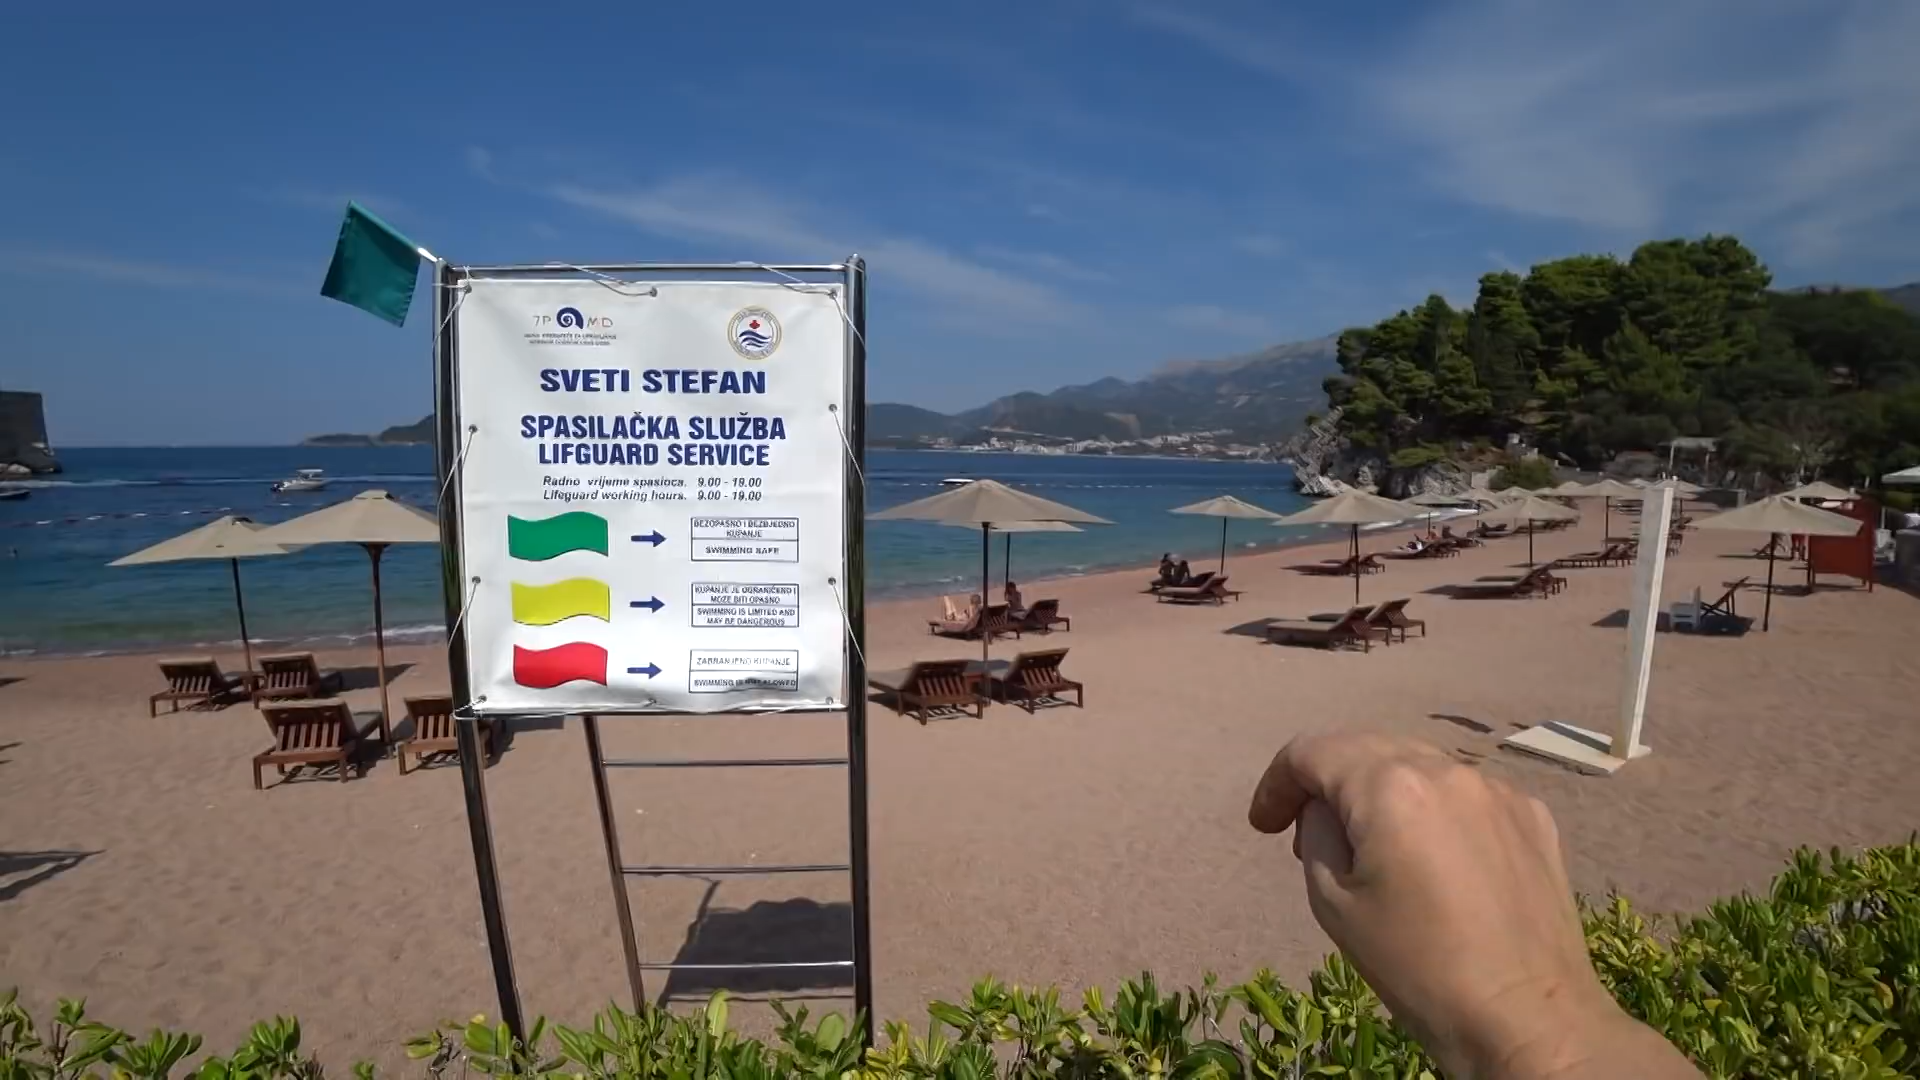 SVETI STEFAN
SPASILAČKA SLUŽBA
LIFGUARD SERVICE
Radno vrijeme spasioca. 9.00 - 19.00
Lifeguard working hours. 9.00 - 19.00
BEZOPASNO I BEZBJEDNO
KUPANJE
SWIMMING SAFE
KUPANJE JE OGRANIČENO I
MOŽE BITI OPASNO
SWIMMING IS LIMITED AND
MAY BE DANGEROUS
ZABRANJENO KUPANJE
SWIMMING IS